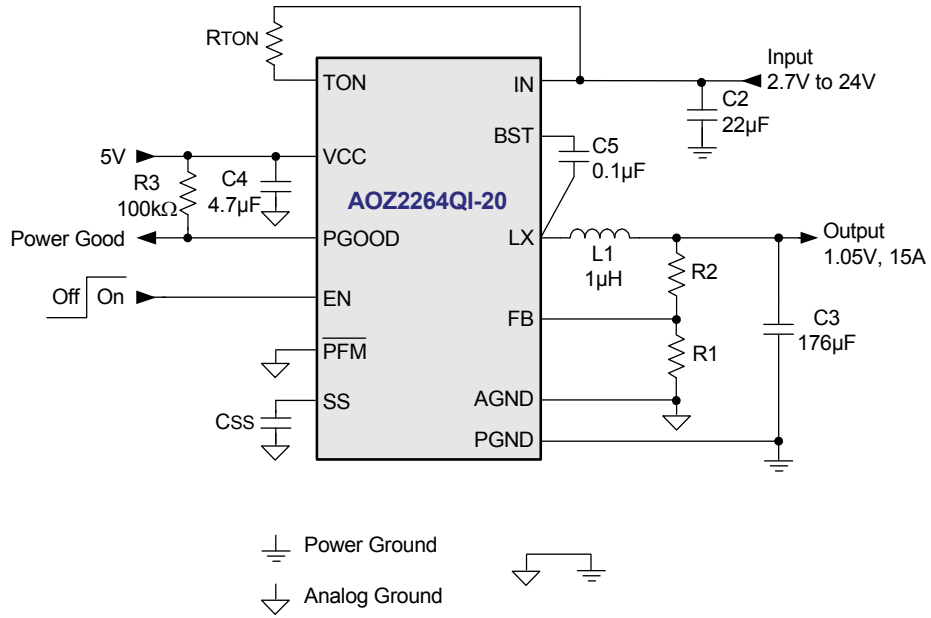 RTON
TON
IN
Input
2.7V to 24V
C2
22µF
BST
C5
0.1µF
5V
VCC
R3
100kΩ
C4
4.7µF
AOZ2264QI-20
Power Good
PGOOD
LX
L1
1µH
Output
1.05V, 15A
R2
Off
On
EN
FB
C3
176µF
PFM
R1
SS
CSS
AGND
PGND
Power Ground
Analog Ground